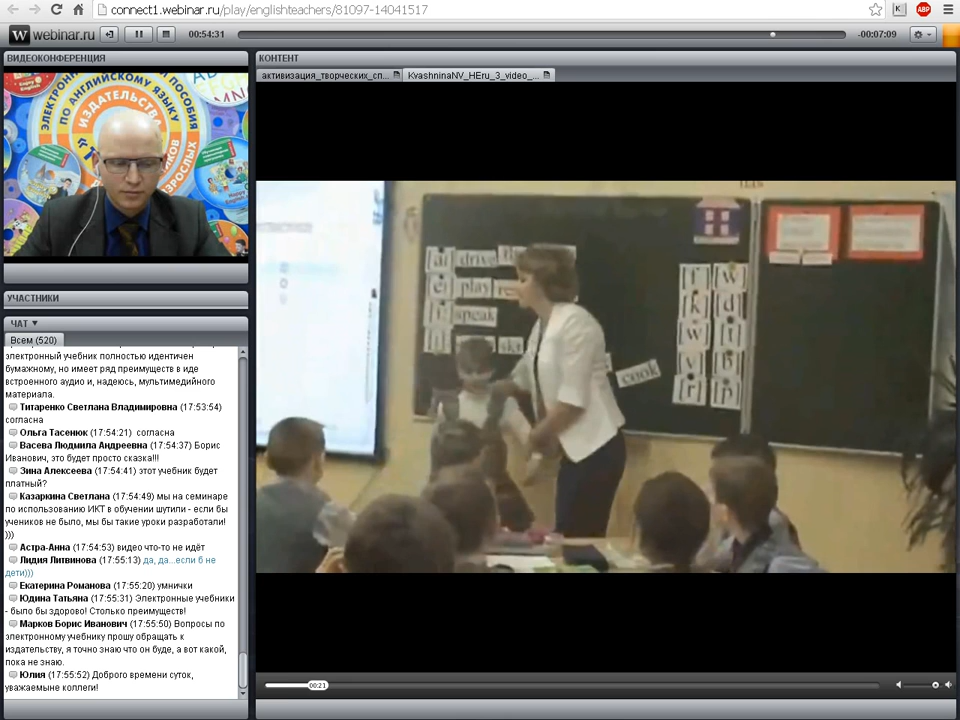 connect1.webinar.ru/play/englishteachers/81097-14041517
K
ABP
W webinar.ru
00:54:31
-00:07:09
ВИДЕОКОНФЕРЕНЦИЯ
КОНТЕНТ
активизация_творческих_сп...
KvashninaNV_HEru_3_video_...
ПО АНГЛИЙСКОМУ ЯЗЫКУ
ИЗДАТЕЛЬСТВА
ПОСОБИЯ
drive
play
speak
cook
[f] [w]
[k] [d]
УЧАСТНИКИ
ЧАТ ▼
Всем (520)
электронный учебник полностью идентичен
бумажному, но имеет ряд преимуществ в иде
встроенного аудио и, надеюсь, мультимедийного
материала.
Титаренко Светлана Владимировна (17:53:54)
согласна
Ольга Тасенюк (17:54:21) согласна
Васева Людмила Андреевна (17:54:37) Борис
Иванович, это будет просто сказка!!!
Зина Алексеева (17:54:41) этот учебник будет
платный?
Казаркина Светлана (17:54:49) мы на семинаре
по использованию ИКТ в обучении шутили - если бы
учеников не было, мы бы такие уроки разработали!
)))
Астра-Анна (17:54:53) видео что-то не идёт
Лидия Литвинова (17:55:13) да, да...если б не
дети)))
Екатерина Романова (17:55:20) умнички
Юдина Татьяна (17:55:31) Электронные учебники
- было бы здорово! Столько преимуществ!
Марков Борис Иванович (17:55:50) Вопросы по
электронному учебнику прошу обращать к
издательству, я точно знаю что он буде, а вот какой,
пока не знаю.
Юлия (17:55:52) Доброго времени суток,
уважаемыне коллеги!
00:21